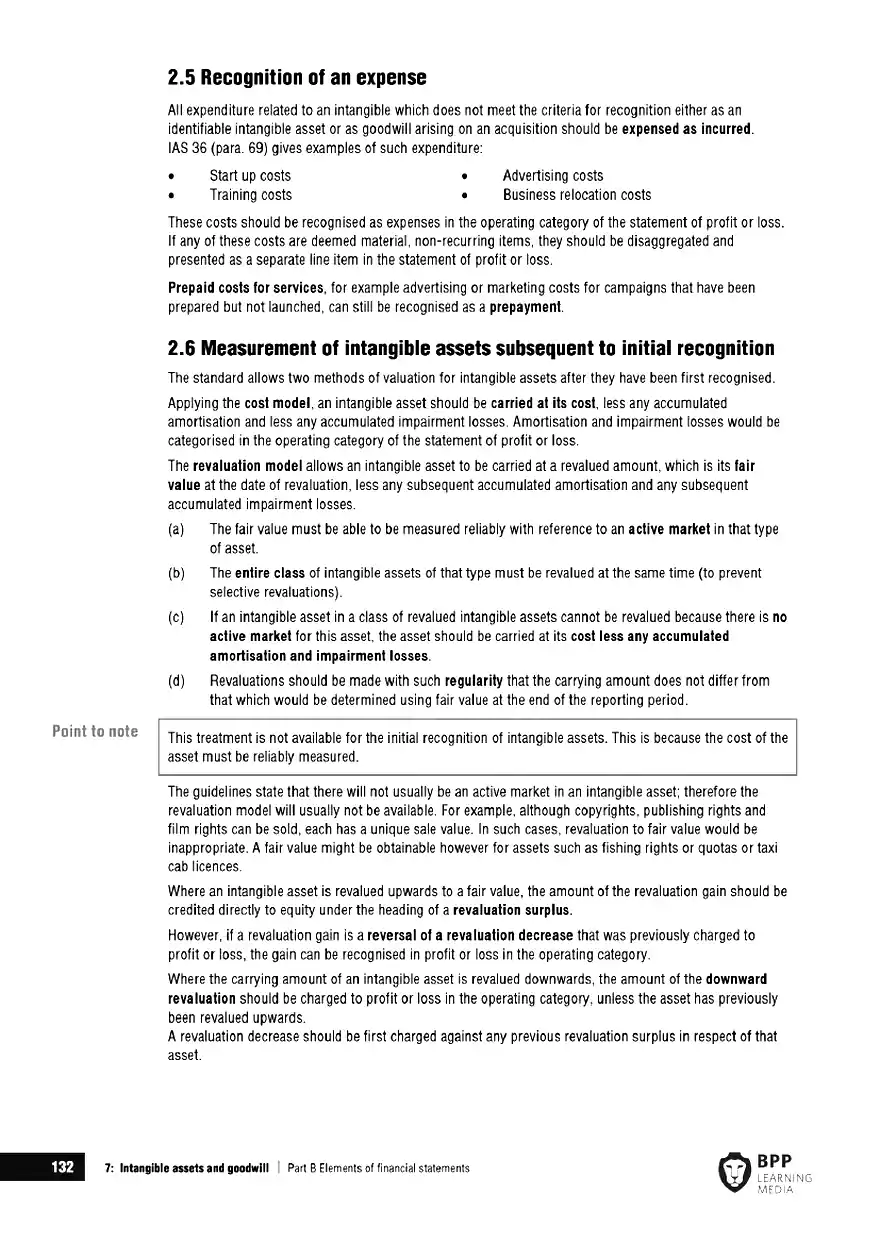 2.5 Recognition of an expense
All expenditure related to an intangible which does not meet the criteria for recognition either as an
identifiable intangible asset or as goodwill arising on an acquisition should be expensed as incurred.
IAS 36 (para. 69) gives examples of such expenditure:
• Start up costs • Advertising costs
• Training costs • Business relocation costs
These costs should be recognised as expenses in the operating category of the statement of profit or loss.
If any of these costs are deemed material, non-recurring items, they should be disaggregated and
presented as a separate line item in the statement of profit or loss.
Prepaid costs for services, for example advertising or marketing costs for campaigns that have been
prepared but not launched, can still be recognised as a prepayment.
2.6 Measurement of intangible assets subsequent to initial recognition
The standard allows two methods of valuation for intangible assets after they have been first recognised.
Applying the cost model, an intangible asset should be carried at its cost, less any accumulated
amortisation and less any accumulated impairment losses. Amortisation and impairment losses would be
categorised in the operating category of the statement of profit or loss.
The revaluation model allows an intangible asset to be carried at a revalued amount, which is its fair
value at the date of revaluation, less any subsequent accumulated amortisation and any subsequent
accumulated impairment losses.
(a) The fair value must be able to be measured reliably with reference to an active market in that type
of asset.
(b) The entire class of intangible assets of that type must be revalued at the same time (to prevent
selective revaluations).
(c) If an intangible asset in a class of revalued intangible assets cannot be revalued because there is no
active market for this asset, the asset should be carried at its cost less any accumulated
amortisation and impairment losses.
(d) Revaluations should be made with such regularity that the carrying amount does not differ from
that which would be determined using fair value at the end of the reporting period.
Point to note
This treatment is not available for the initial recognition of intangible assets. This is because the cost of the
asset must be reliably measured.
The guidelines state that there will not usually be an active market in an intangible asset; therefore the
revaluation model will usually not be available. For example, although copyrights, publishing rights and
film rights can be sold, each has a unique sale value. In such cases, revaluation to fair value would be
inappropriate. A fair value might be obtainable however for assets such as fishing rights or quotas or taxi
cab licences.
Where an intangible asset is revalued upwards to a fair value, the amount of the revaluation gain should be
credited directly to equity under the heading of a revaluation surplus.
However, if a revaluation gain is a reversal of a revaluation decrease that was previously charged to
profit or loss, the gain can be recognised in profit or loss in the operating category.
Where the carrying amount of an intangible asset is revalued downwards, the amount of the downward
revaluation should be charged to profit or loss in the operating category, unless the asset has previously
been revalued upwards.
A revaluation decrease should be first charged against any previous revaluation surplus in respect of that
asset.
132 7: Intangible assets and goodwill | Part B Elements of financial statements
BPP
LEARNING
MEDIA